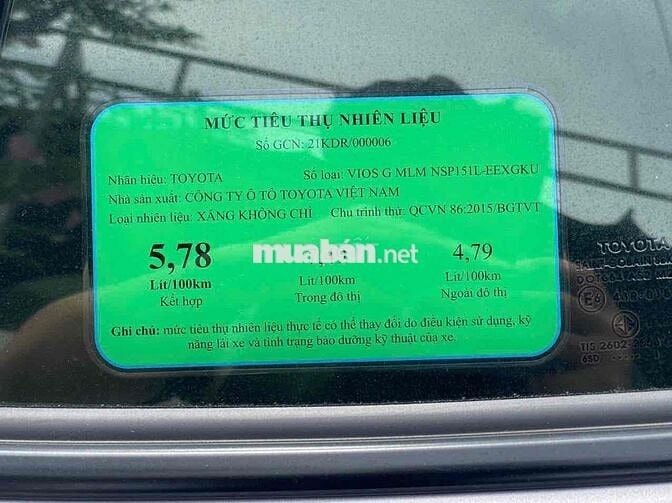 MỨC TIÊU THỤ NHIÊN LIỆU
Số GCN: 21KDR/000006
Nhãn hiệu: TOYOTA Số loại: VIOS G MLM NSP151L-EEXGKU
Nhà sản xuất: CÔNG TY Ô TÔ TOYOTA VIỆT NAM
Loại nhiên liệu: XĂNG KHÔNG CHÌ Chu trình thử: QCVN 86:2015/BGTVT
5,78 4,79
muaban.net
Lít/100km Lít/100km Lít/100km
Kết hợp Trong đô thị Ngoài đô thị
Ghi chú: mức tiêu thụ nhiên liệu thực tế có thể thay đổi do điều kiện sử dụng, kỹ
năng lái xe và tình trạng bảo dưỡng kỹ thuật của xe.
TOYOTA